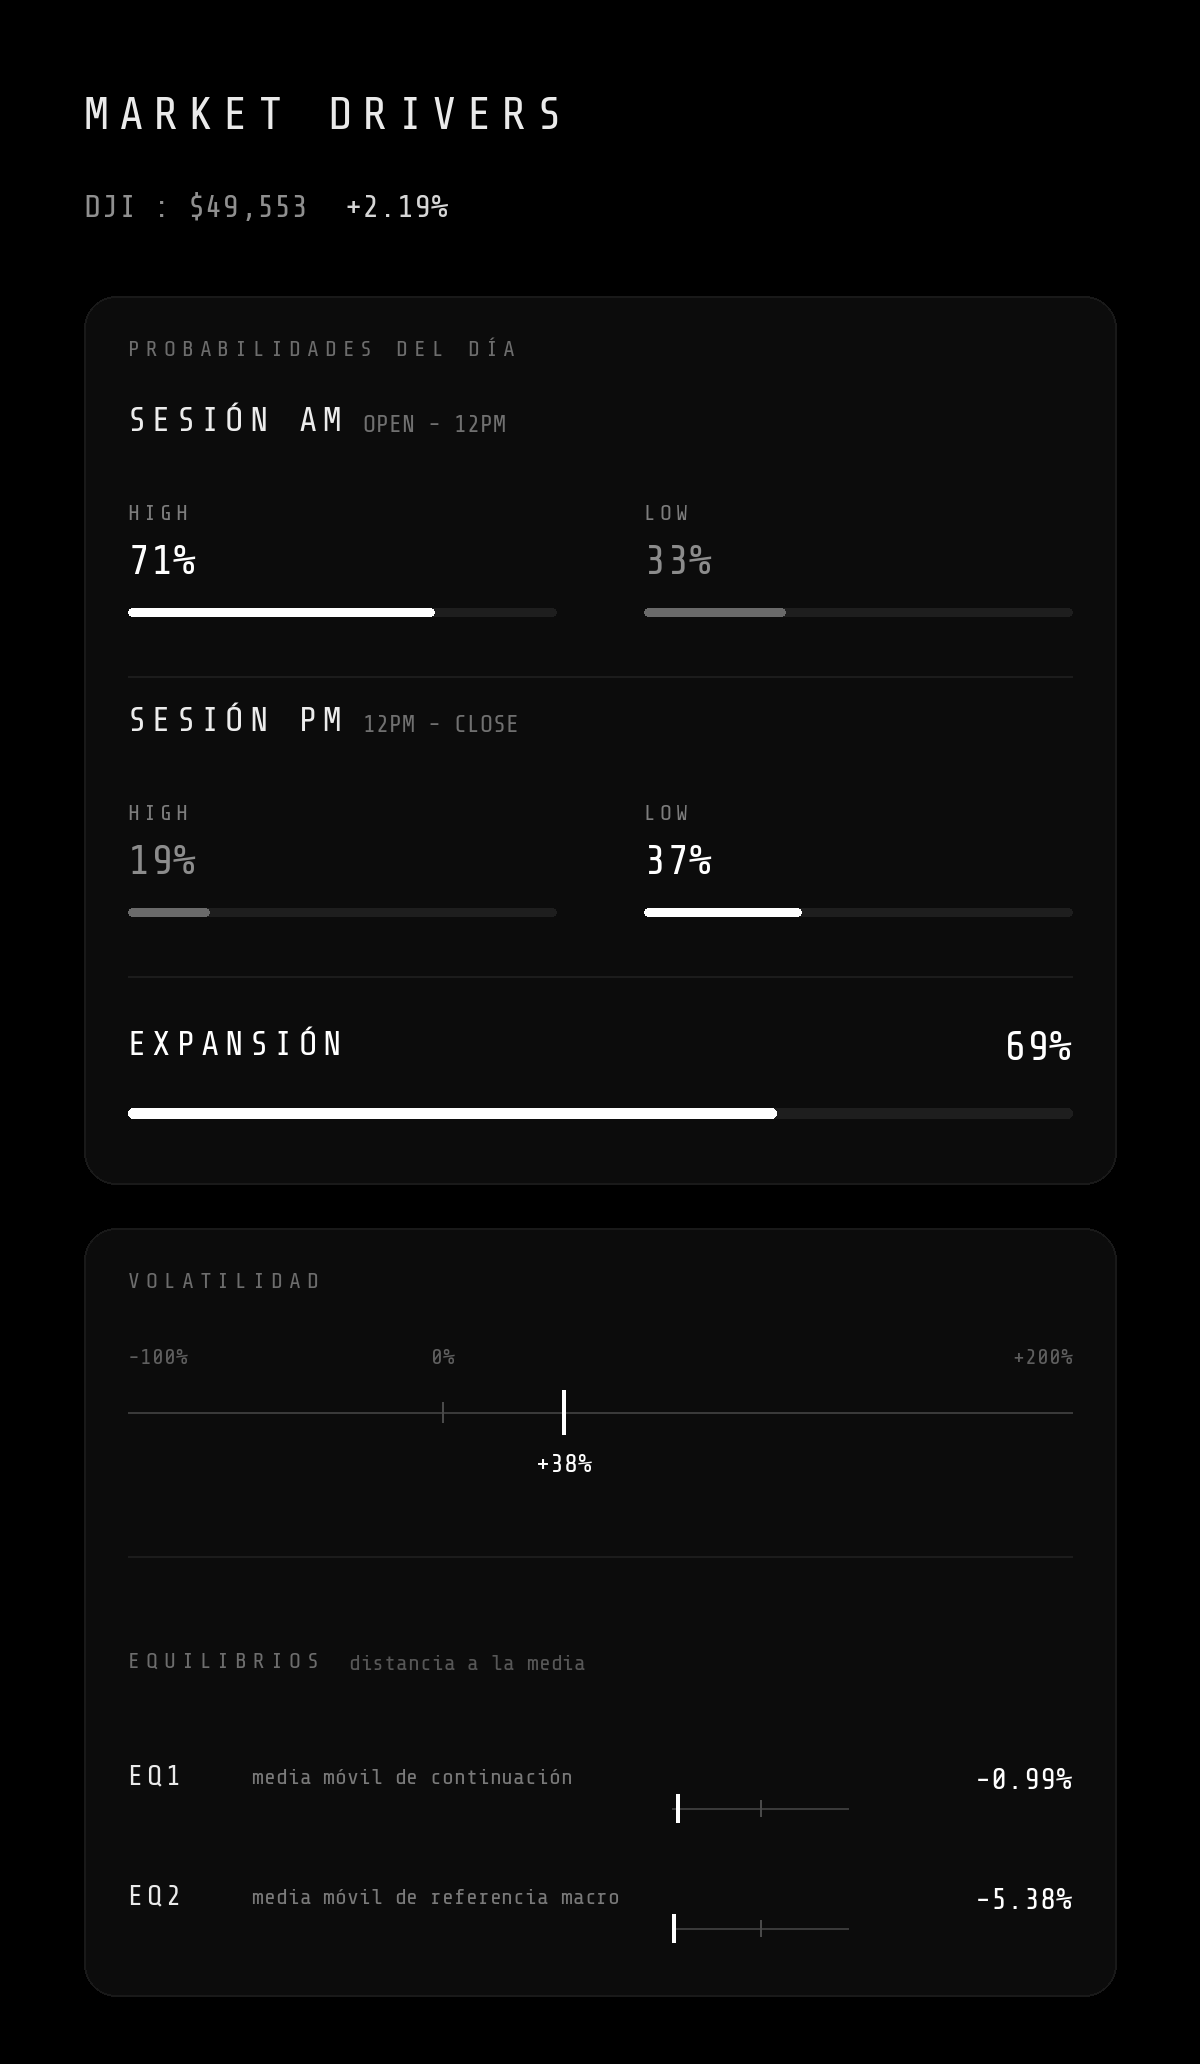 MARKET DRIVERS
DJI : $49,553 +2.19%
PROBABILIDADES DEL DÍA
SESIÓN AM OPEN – 12PM
HIGH LOW
71% 33%
SESIÓN PM 12PM – CLOSE
HIGH LOW
19% 37%
EXPANSIÓN 69%
VOLATILIDAD
-100% 0% +200%
+38%
EQUILIBRIOS distancia a la media
EQ1 media móvil de continuación -0.99%
EQ2 media móvil de referencia macro -5.38%